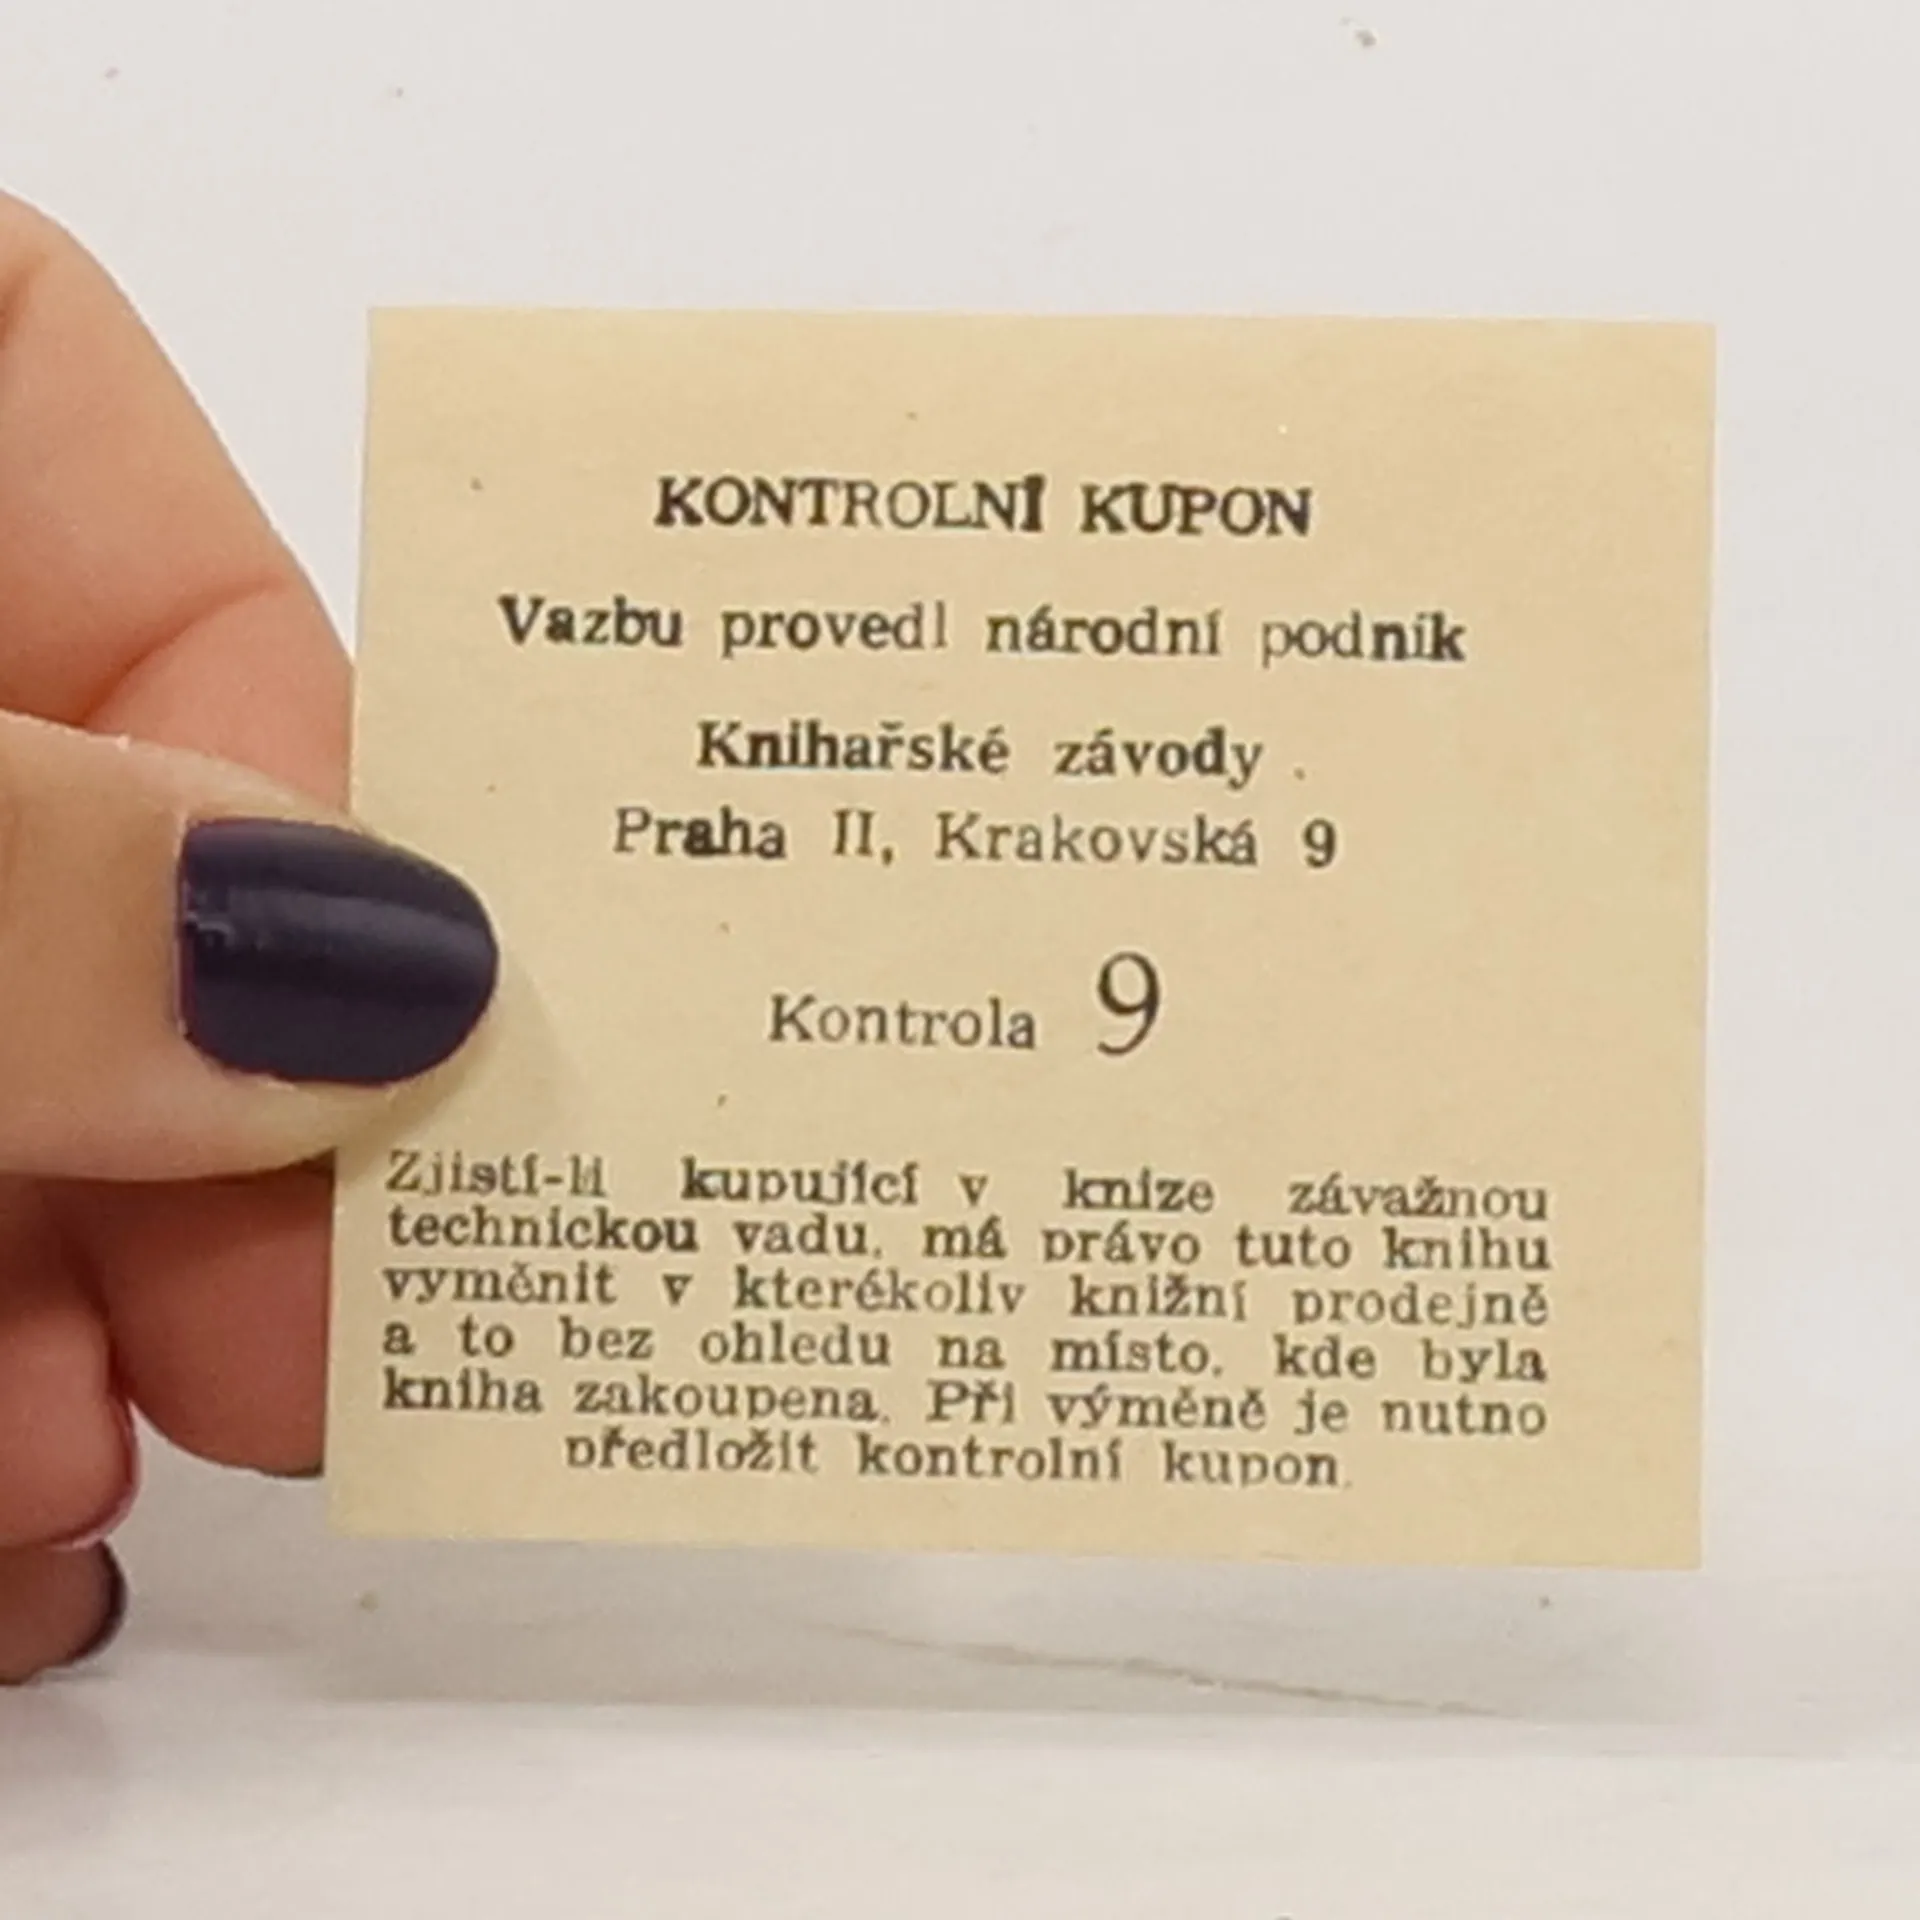 KONTROLNÍ KUPON
Vazbu provedl národní podnik
Knihařské závody .
Praha II, Krakovská 9
Kontrola 9
Zjistí-li kupující v knize závažnou
technickou vadu, má právo tuto knihu
vyměnit v kterékoliv knižní prodejně
a to bez ohledu na místo, kde byla
kniha zakoupena. Při výměně je nutno
předložit kontrolní kupon.